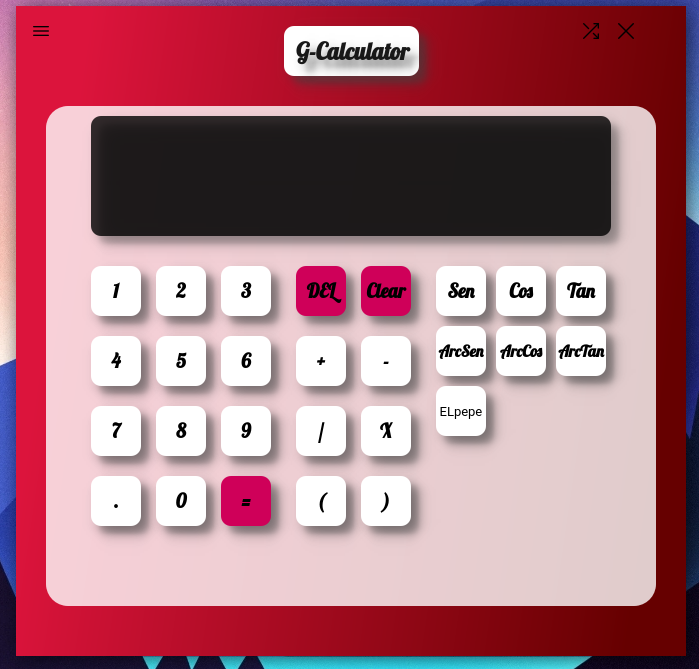 G-Calculator
1 2 3 DEL Clear Sen Cos Tan
ArcSen ArcCos ArcTan
4 5 6 + -
ELpepe
7 8 9 / X
. 0 = ( )